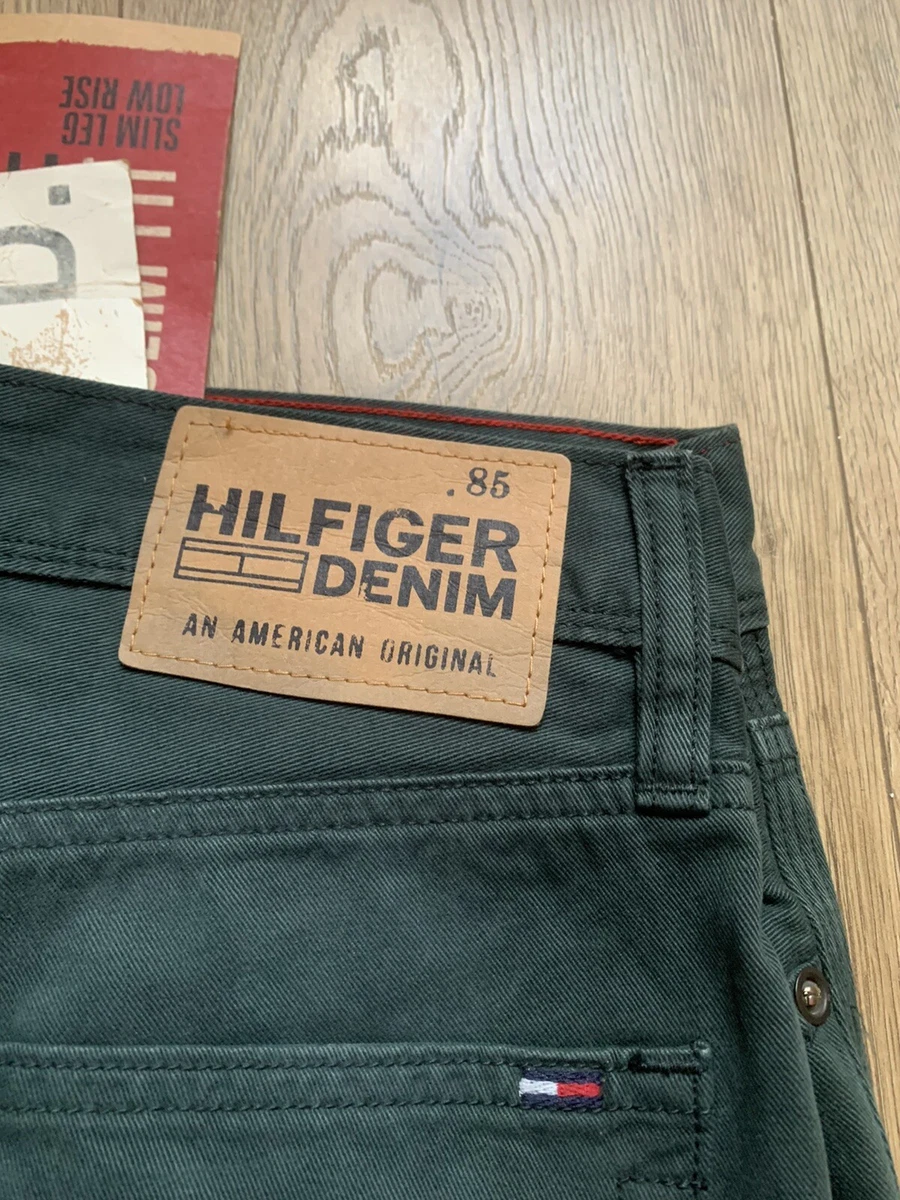 SLIM LEG
LOW RISE
.85
HILFIGER
DENIM
AN AMERICAN ORIGINAL